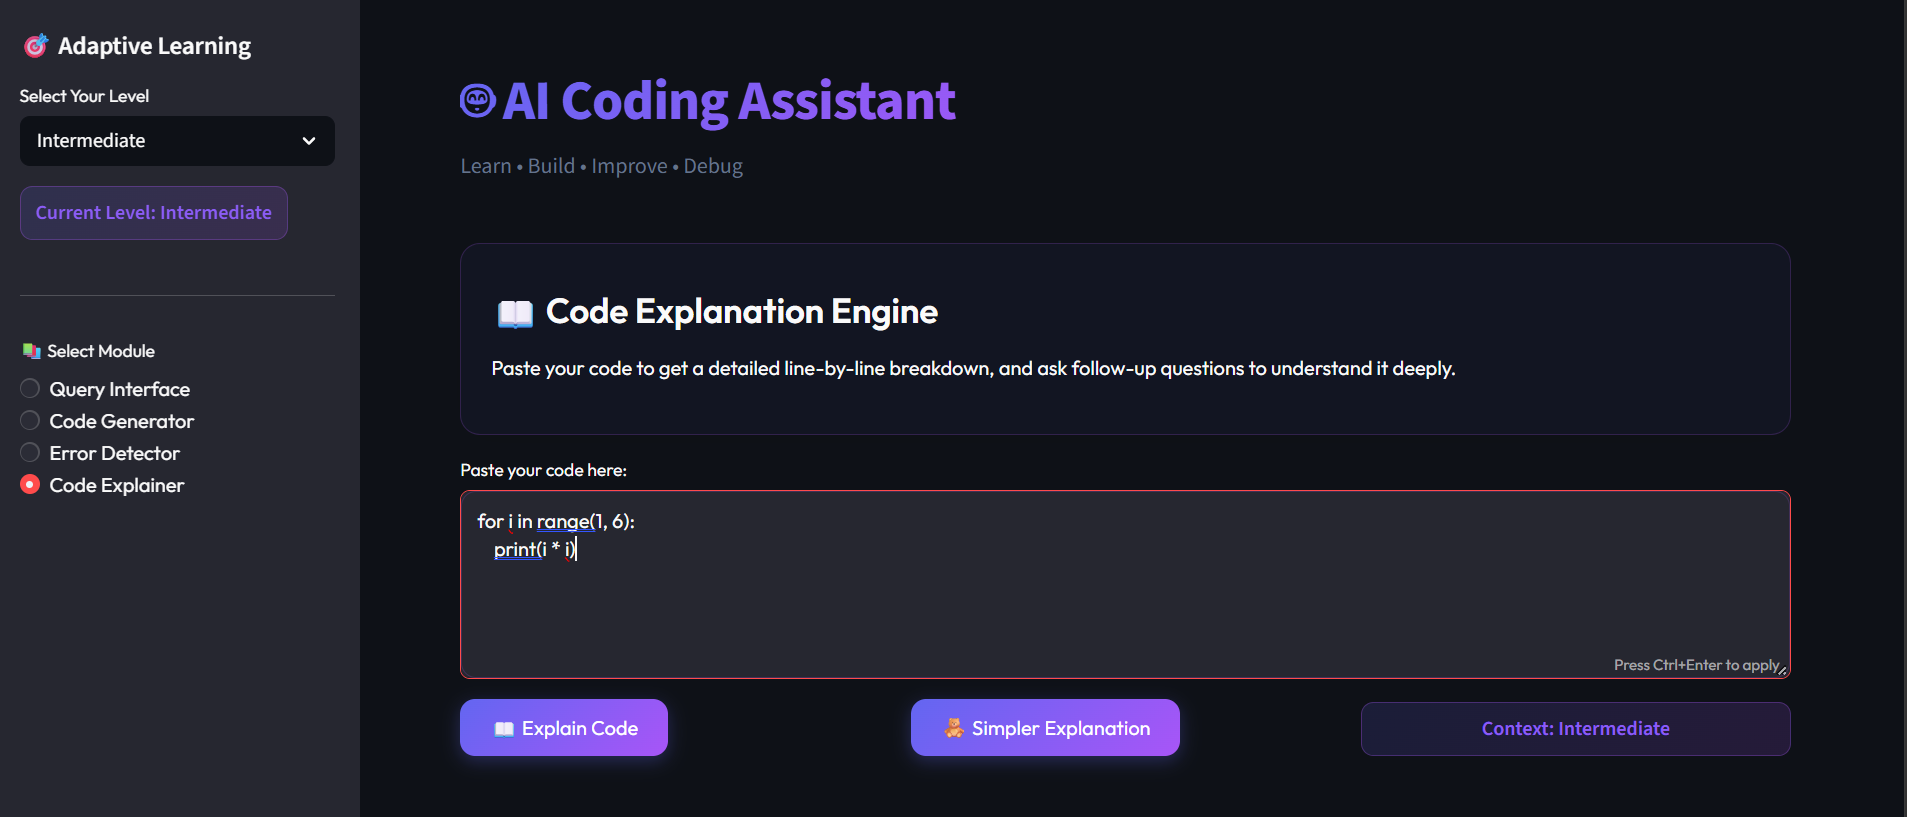 Adaptive Learning
Select Your Level
Intermediate
Current Level: Intermediate
Select Module
Query Interface
Code Generator
Error Detector
Code Explainer
AI Coding Assistant
Learn • Build • Improve • Debug
Code Explanation Engine
Paste your code to get a detailed line-by-line breakdown, and ask follow-up questions to understand it deeply.
Paste your code here:
for i in range(1, 6):
    print(i * i)
Press Ctrl+Enter to apply
Explain Code
Simpler Explanation
Context: Intermediate